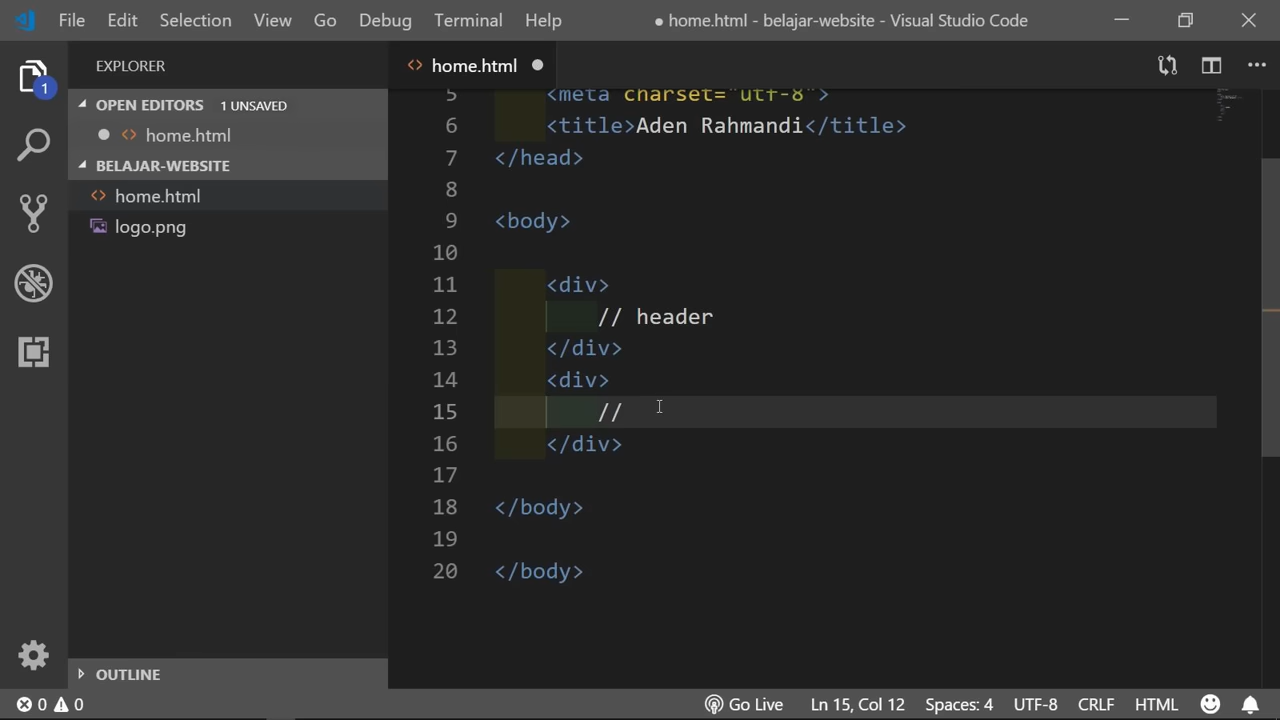 File Edit Selection View Go Debug Terminal Help ● home.html - belajar-website - Visual Studio Code
EXPLORER
home.html
1
OPEN EDITORS 1 UNSAVED
home.html
BELAJAR-WEBSITE
home.html
logo.png
OUTLINE
5 <meta charset="utf-8">
6 <title>Aden Rahmandi</title>
7 </head>
8
9 <body>
10
11 <div>
12 // header
13 </div>
14 <div>
15 //
16 </div>
17
18 </body>
19
20 </body>
0 0 Go Live Ln 15, Col 12 Spaces: 4 UTF-8 CRLF HTML